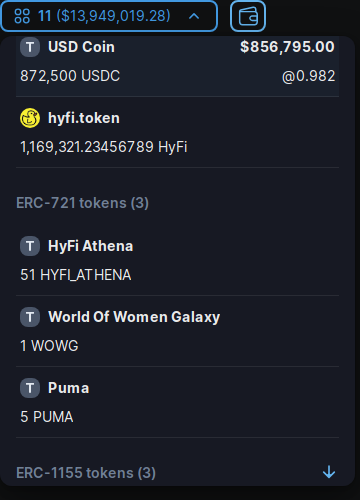 11 ($13,949,019.28)
T USD Coin $856,795.00
872,500 USDC @0.982
hyfi.token
1,169,321.23456789 HyFi
ERC-721 tokens (3)
T HyFi Athena
51 HYFI_ATHENA
T World Of Women Galaxy
1 WOWG
T Puma
5 PUMA
ERC-1155 tokens (3)